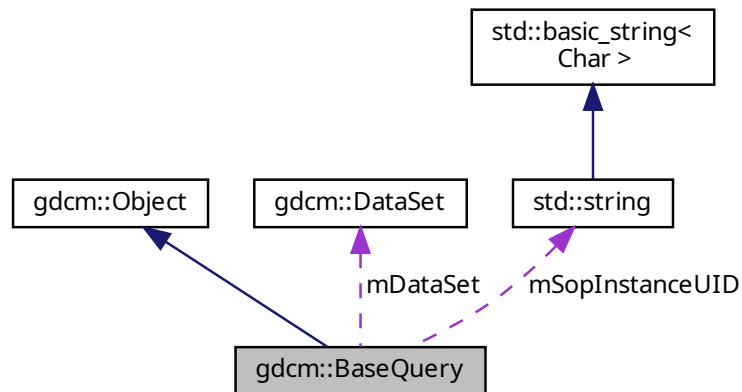 std::basic_string<
Char >
gdcm::Object
gdcm::DataSet
std::string
mDataSet
mSopInstanceUID
gdcm::BaseQuery